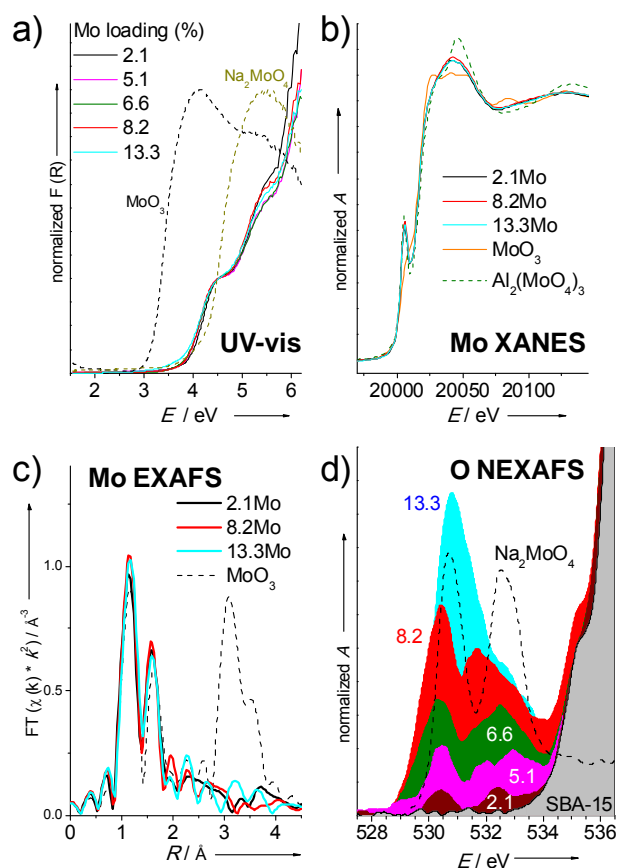 a)
Mo loading (%)
2.1
5.1
6.6
8.2
13.3
Na2MoO4
MoO3
UV-vis
normalized F (R)
2 3 4 5 6
E / eV
b)
2.1Mo
8.2Mo
13.3Mo
MoO3
Al2(MoO4)3
Mo XANES
normalized A
20000 20050 20100
E / eV
c)
Mo EXAFS
2.1Mo
8.2Mo
13.3Mo
MoO3
FT(χ(k)* k²)/ Å⁻³
1.0
0.5
0.0
0 1 2 3 4
R / Å
d)
O NEXAFS
13.3
Na2MoO4
8.2
6.6
5.1
2.1
SBA-15
normalized A
528 530 532 534 536
E / eV